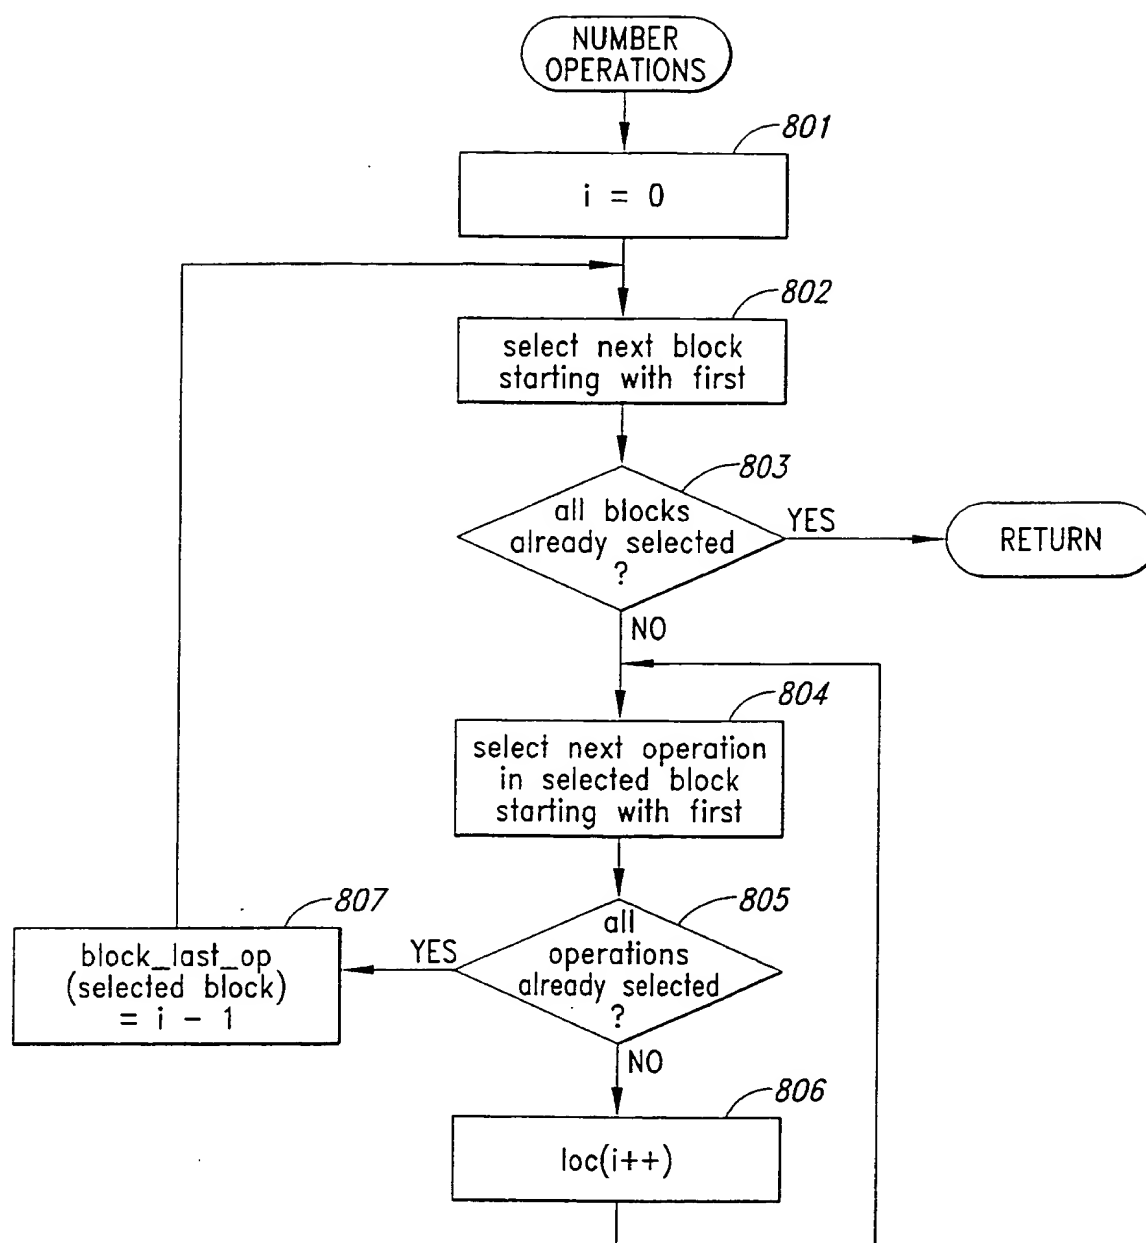 NUMBER
OPERATIONS
801
i = 0
802
select next block
starting with first
803
all blocks
already selected
?
YES
RETURN
NO
804
select next operation
in selected block
starting with first
805
all
operations
already selected
?
YES
807
block_last_op
(selected block)
= i - 1
NO
806
loc(i++)